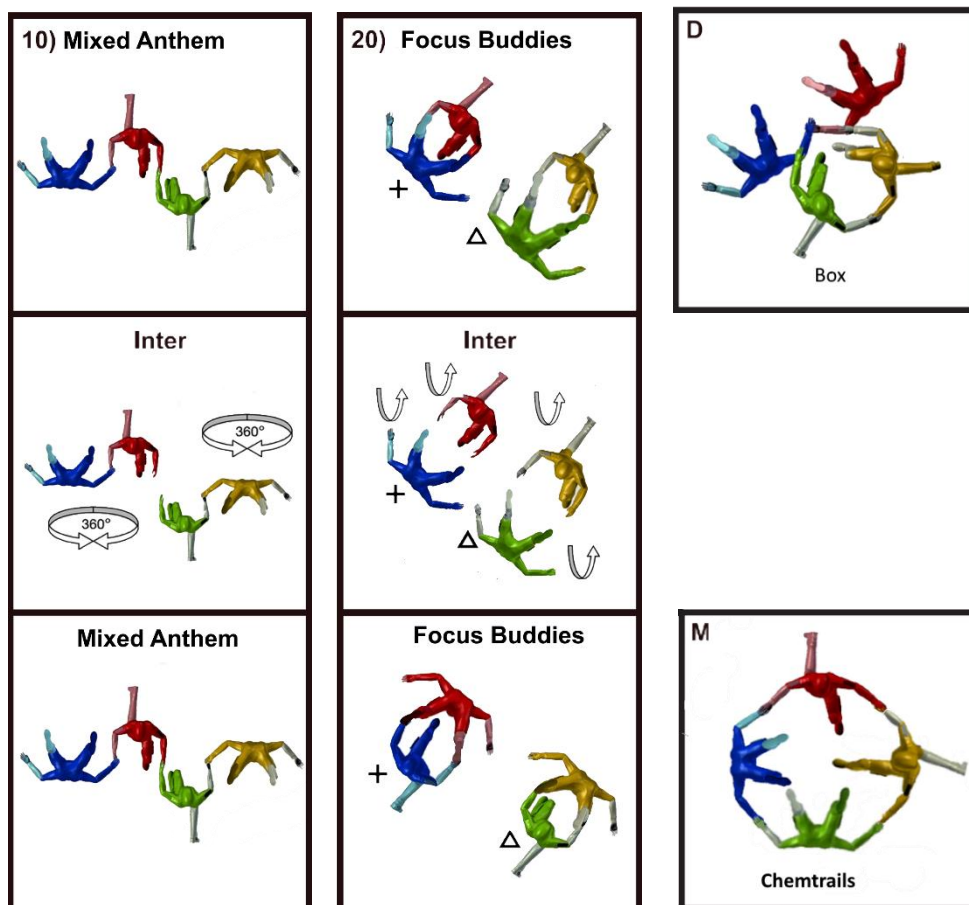 10) Mixed Anthem
Inter
360°
360°
Mixed Anthem
20) Focus Buddies
+
Δ
Inter
+
Δ
Focus Buddies
+
Δ
D
Box
M
Chemtrails